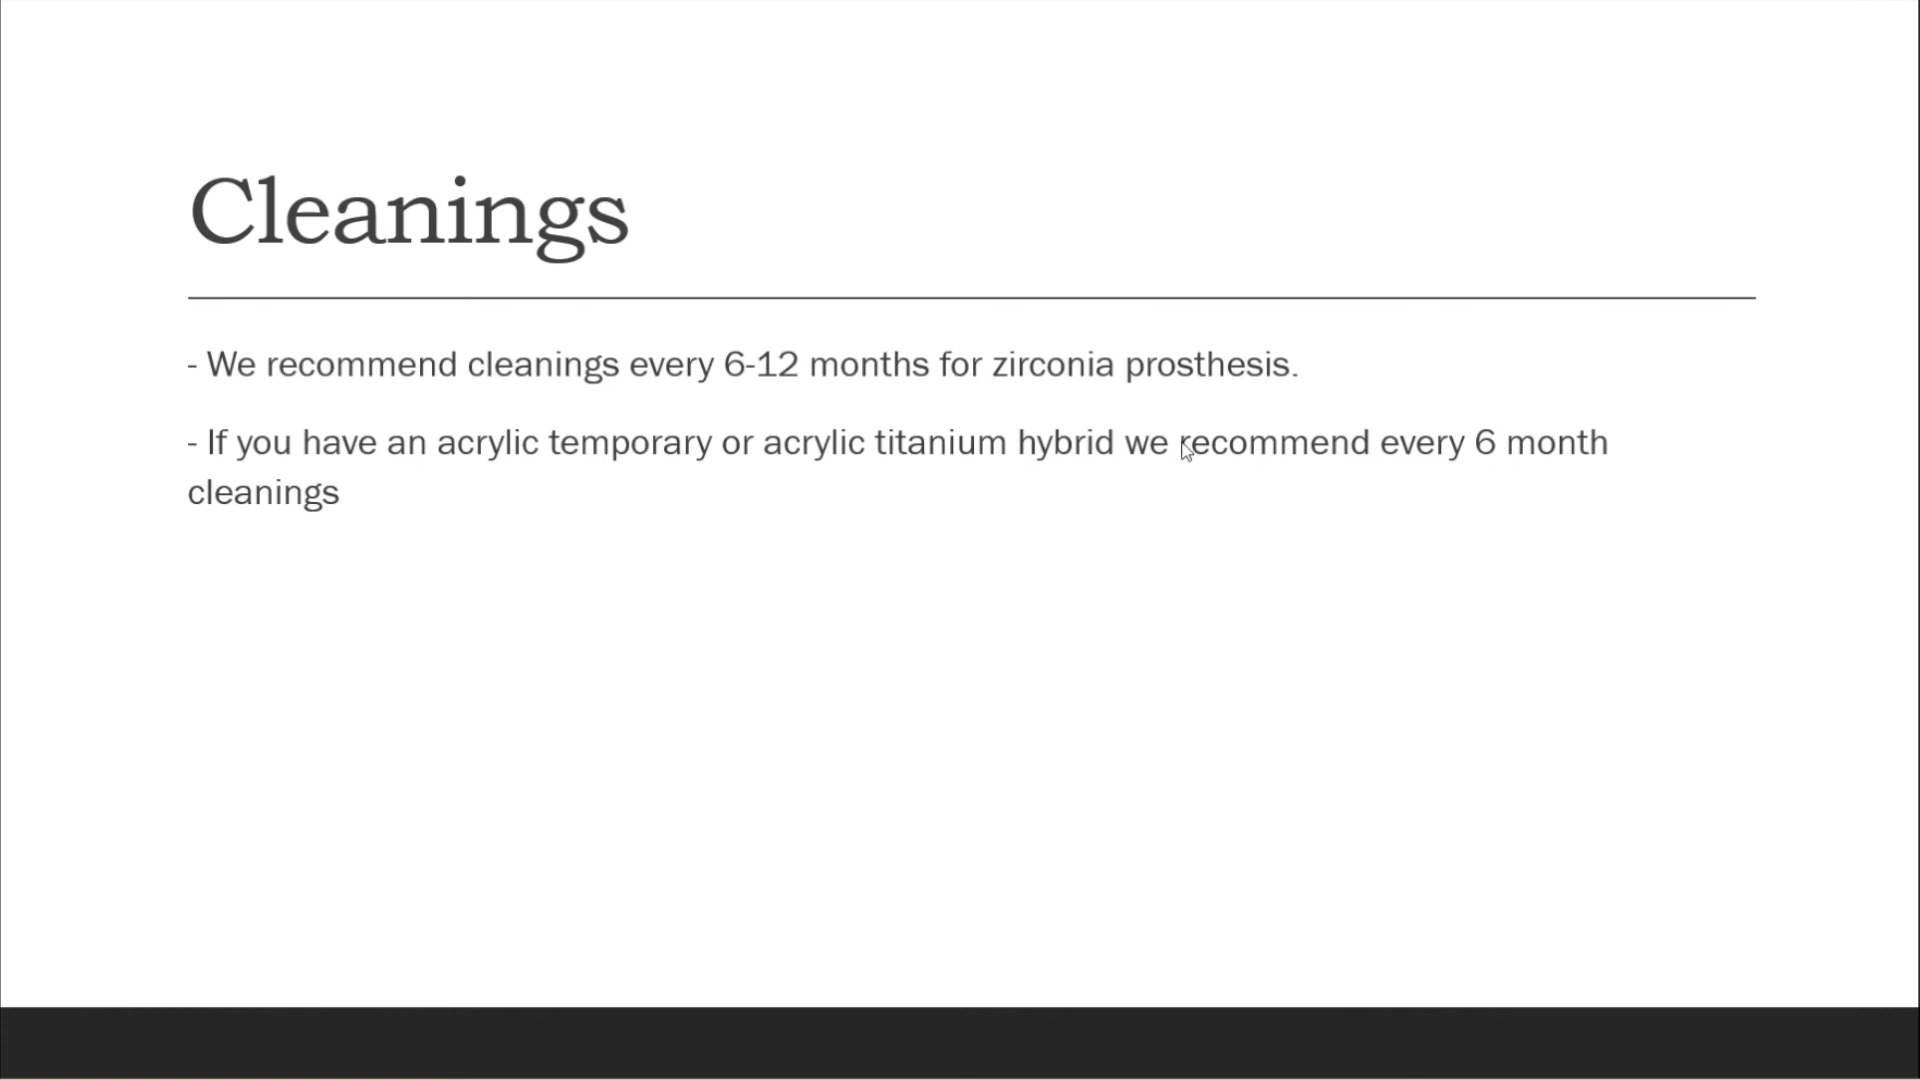 Cleanings
- We recommend cleanings every 6-12 months for zirconia prosthesis.
- If you have an acrylic temporary or acrylic titanium hybrid we recommend every 6 month
cleanings